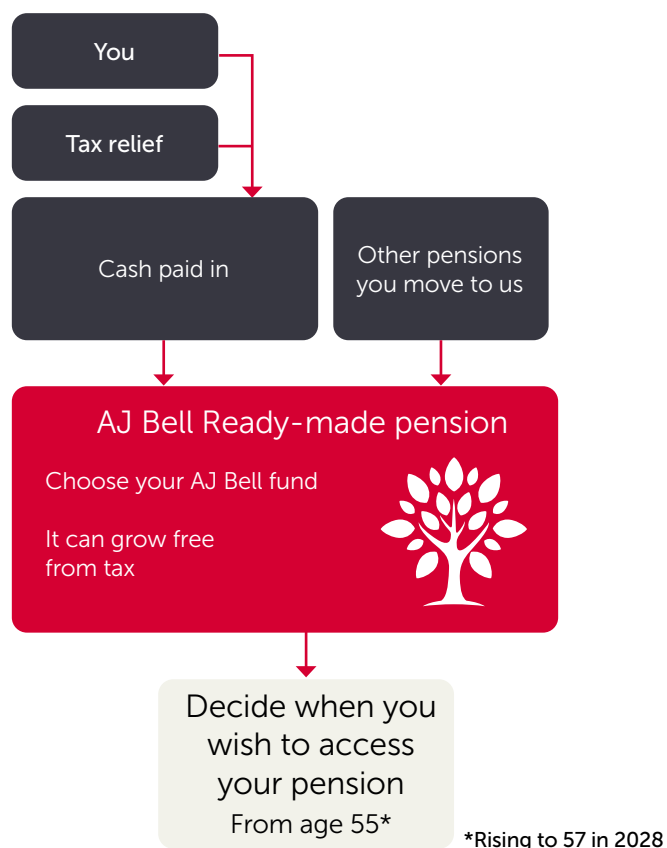 You
Tax relief
Cash paid in
Other pensions
you move to us
AJ Bell Ready-made pension
Choose your AJ Bell fund
It can grow free
from tax
Decide when you
wish to access
your pension
From age 55*
*Rising to 57 in 2028